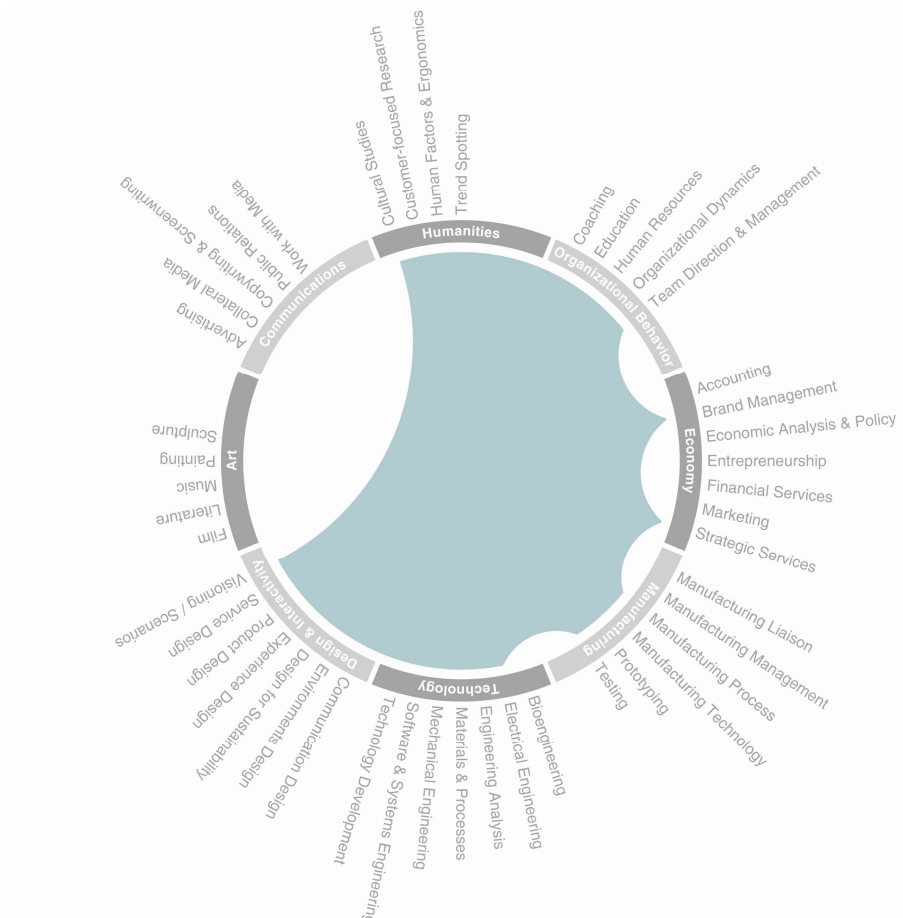 Humanities
Cultural Studies
Customer-focused Research
Human Factors & Ergonomics
Trend Spotting
Organizational Behavior
Coaching
Education
Human Resources
Organizational Dynamics
Team Direction & Management
Economy
Accounting
Brand Management
Economic Analysis & Policy
Entrepreneurship
Financial Services
Marketing
Strategic Services
Manufacturing
Manufacturing Liaison
Manufacturing Management
Manufacturing Process
Manufacturing Technology
Prototyping
Testing
Technology
Bioengineering
Electrical Engineering
Engineering Analysis
Materials & Processes
Mechanical Engineering
Software & Systems Engineering
Technology Development
Design & Interactivity
Communication Design
Environments Design
Design for Sustainability
Experience Design
Product Design
Service Design
Visioning / Scenarios
Art
Film
Literature
Music
Painting
Sculpture
Communications
Advertising
Collateral Media
Copywriting & Screenwriting
Public Relations
Work with Media